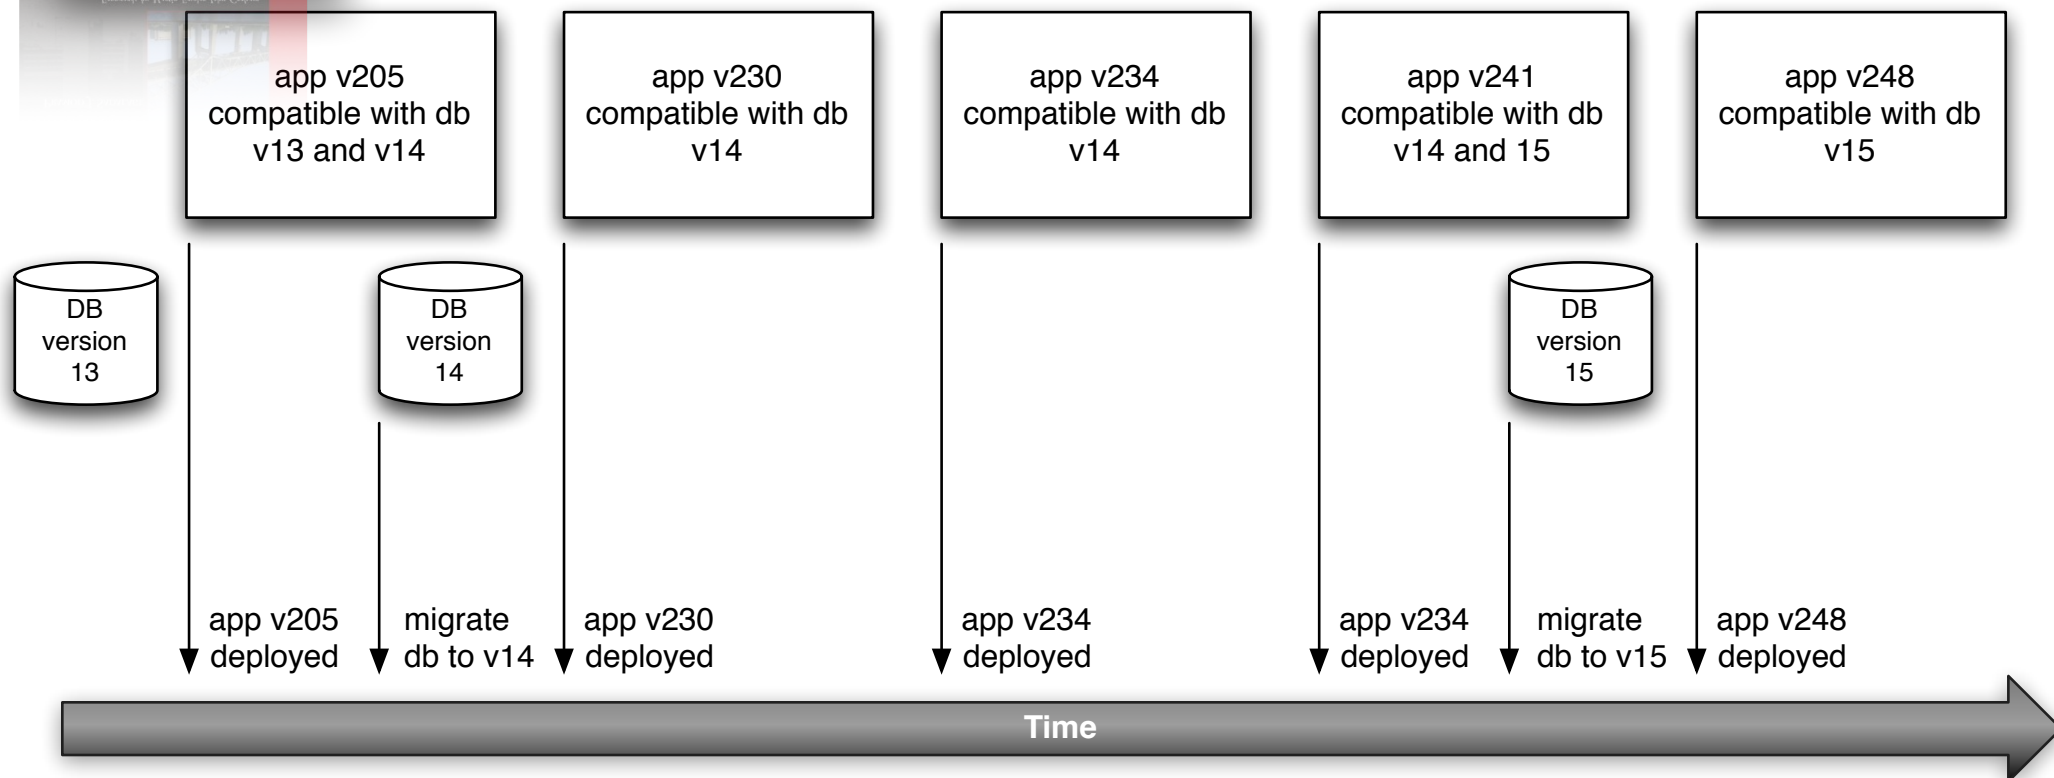 app v205
compatible with db
v13 and v14
app v230
compatible with db
v14
app v234
compatible with db
v14
app v241
compatible with db
v14 and 15
app v248
compatible with db
v15
DB
version
13
DB
version
14
DB
version
15
app v205
deployed
migrate
db to v14
app v230
deployed
app v234
deployed
app v234
deployed
migrate
db to v15
app v248
deployed
Time